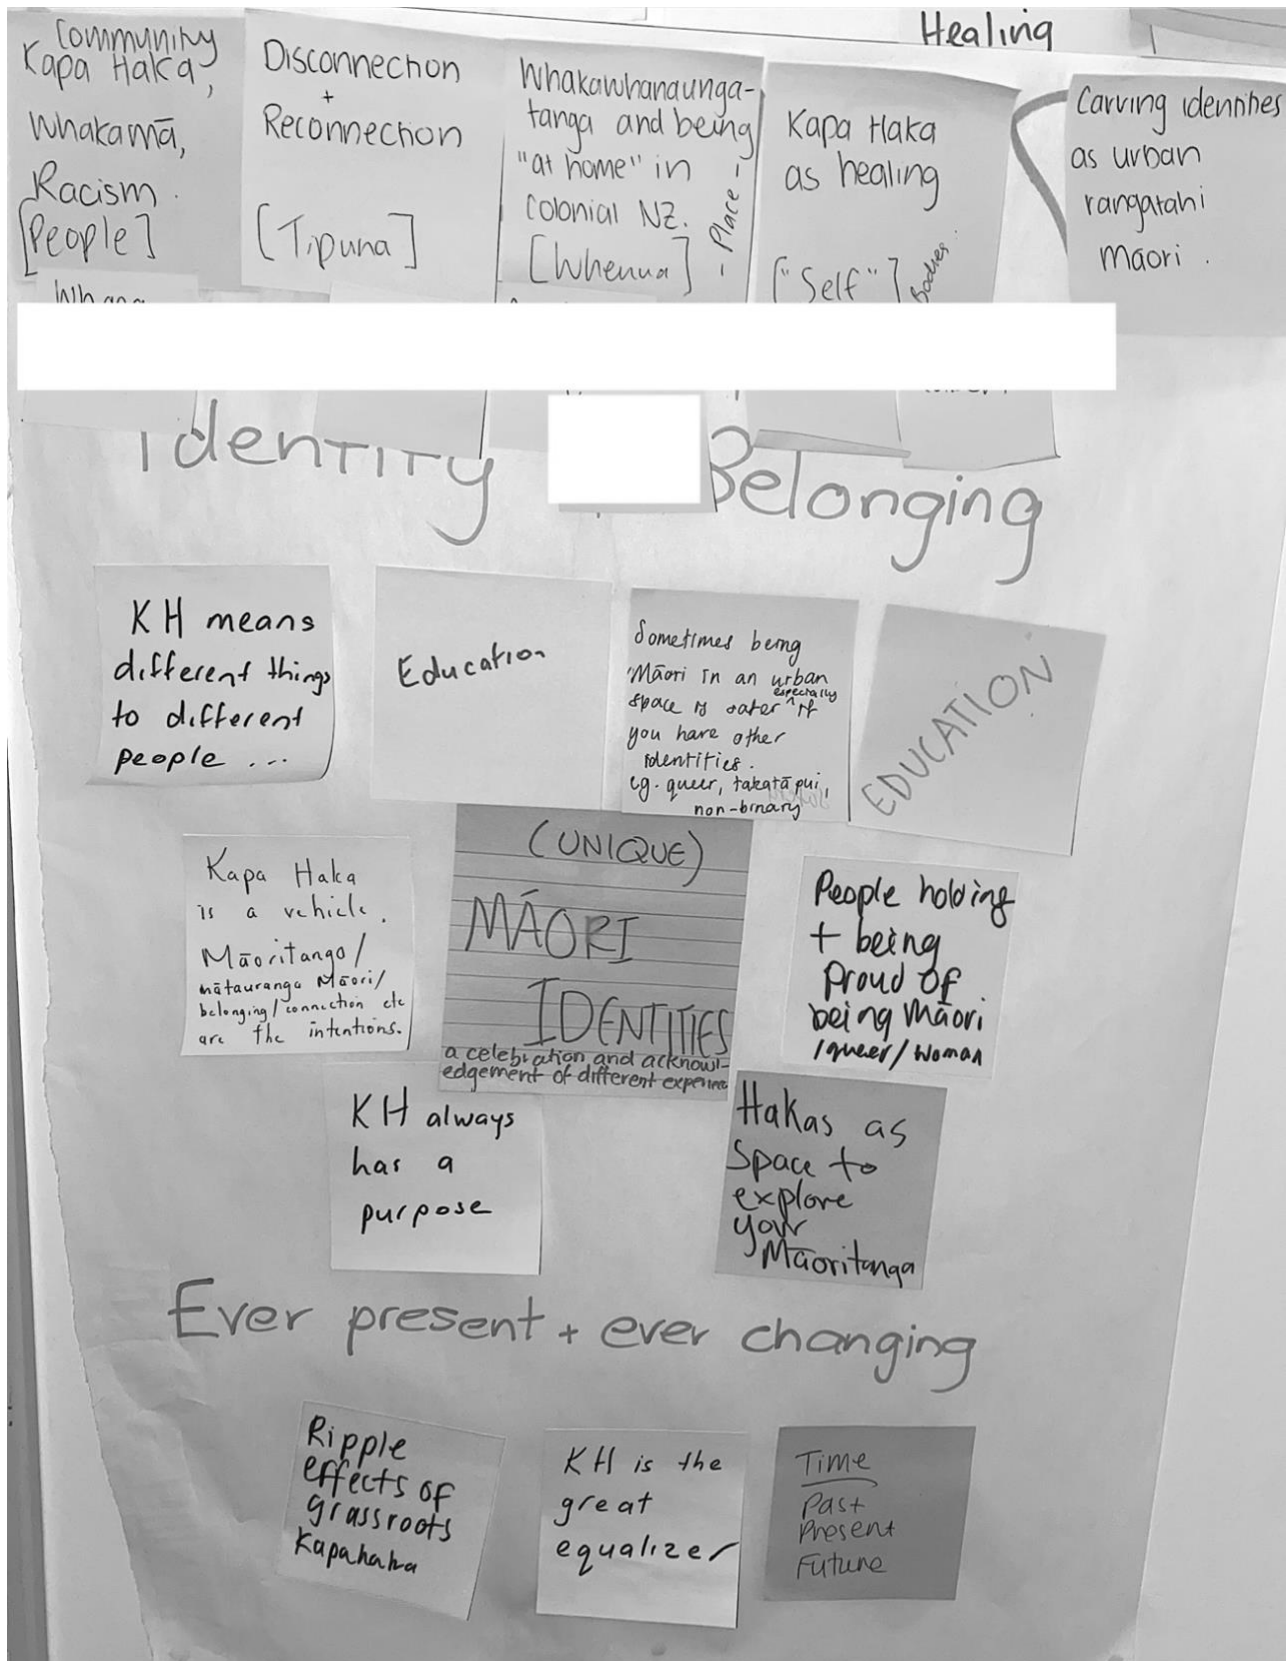 Healing
Community
Kapa Haka,
Whakamā,
Racism.
[People]
Disconnection
+
Reconnection
[Tipuna]
Whakawhanaunga-
tanga and being
"at home" in
colonial NZ.
[Whenua]
- Place -
Kapa Haka
as healing
["Self"]
Bodies.
Carving identities
as urban
rangatahi
māori.
Identity
Belonging
KH means
different things
to different
people ...
Education
Sometimes being
Māori in an urban
space is safer ^especially if
you have other
identities.
eg. queer, takatāpui,
non-binary
EDUCATION
Kapa Haka
is a vehicle.
Māoritanga/
mātauranga Māori/
belonging/connection etc
are the intentions.
(UNIQUE)
MĀORI
IDENTITIES
a celebration and acknowl-
edgement of different experience
People holding
+ being
Proud of
being Māori
/queer/woman
KH always
has a
purpose
Hakas as
Space to
explore
your
Māoritanga
Ever present + ever changing
Ripple
effects of
grassroots
Kapahaka
KH is the
great
equalizer
Time
Past
Present
Future